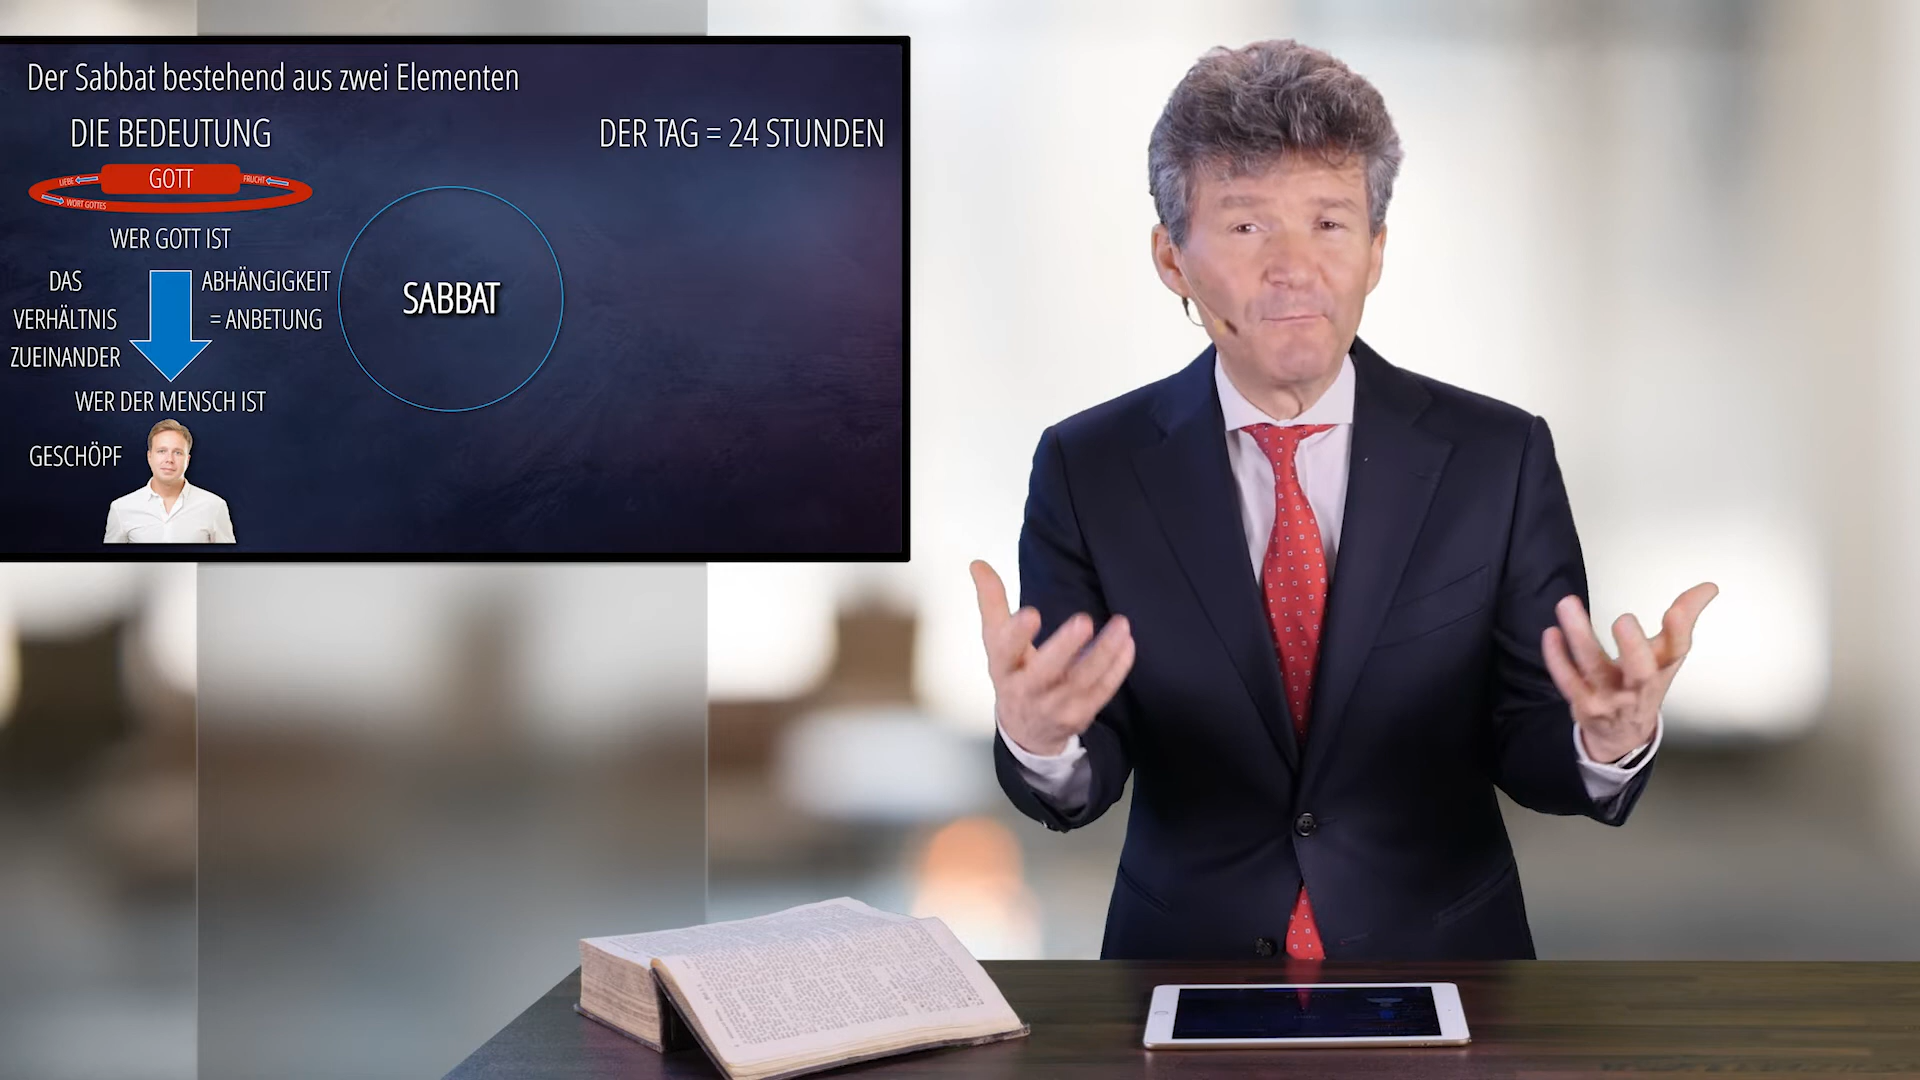 Der Sabbat bestehend aus zwei Elementen
DIE BEDEUTUNG
DER TAG = 24 STUNDEN
GOTT
LIEBE
FRUCHT
WORT GOTTES
WER GOTT IST
DAS
VERHÄLTNIS
ZUEINANDER
ABHÄNGIGKEIT
= ANBETUNG
SABBAT
WER DER MENSCH IST
GESCHÖPF